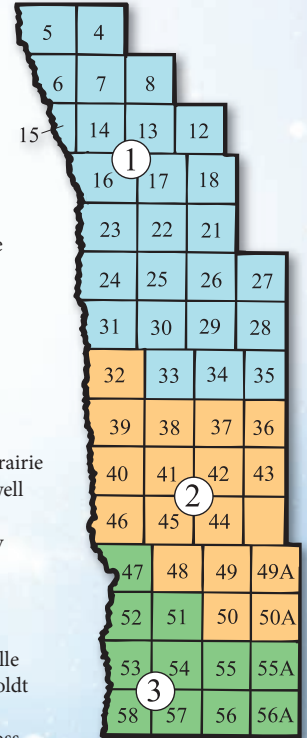 5 4
6 7 8
15 14 13 12
1
16 17 18
23 22 21
e
24 25 26 27
31 30 29 28
32 33 34 35
39 38 37 36
rairie
40 41 42 43
well
2
46 45 44
y
47 48 49 49A
52 51 50 50A
lle
53 54 55 55A
oldt
3
58 57 56 56A